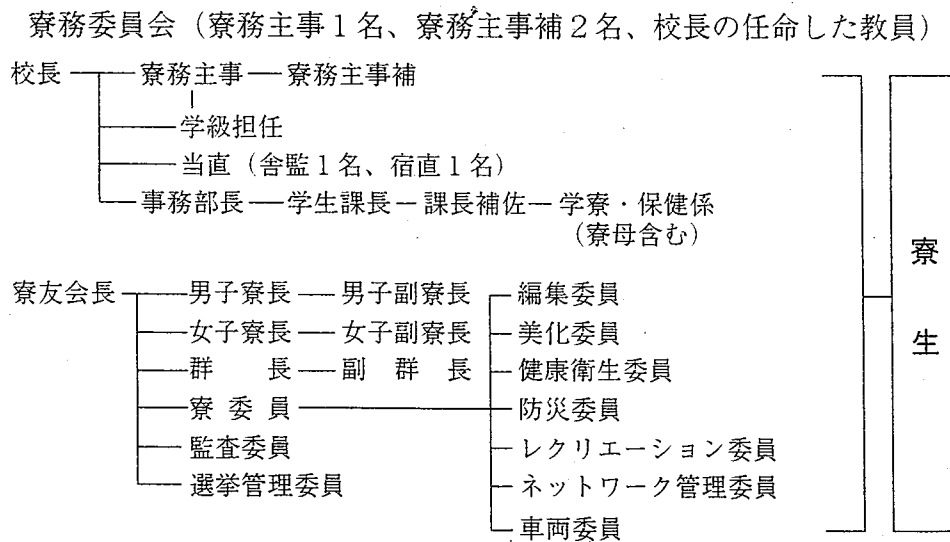 寮務委員会（寮務主事１名、寮務主事補２名、校長の任命した教員）
校長 寮務主事 寮務主事補
学級担任
当直（舎監１名、宿直１名）
事務部長 学生課長 課長補佐 学寮・保健係
（寮母含む）
寮友会長 男子寮長 男子副寮長 編集委員
女子寮長 女子副寮長 美化委員
群長 副群長 健康衛生委員
寮委員 防災委員
監査委員 レクリエーション委員
選挙管理委員 ネットワーク管理委員
車両委員
寮生